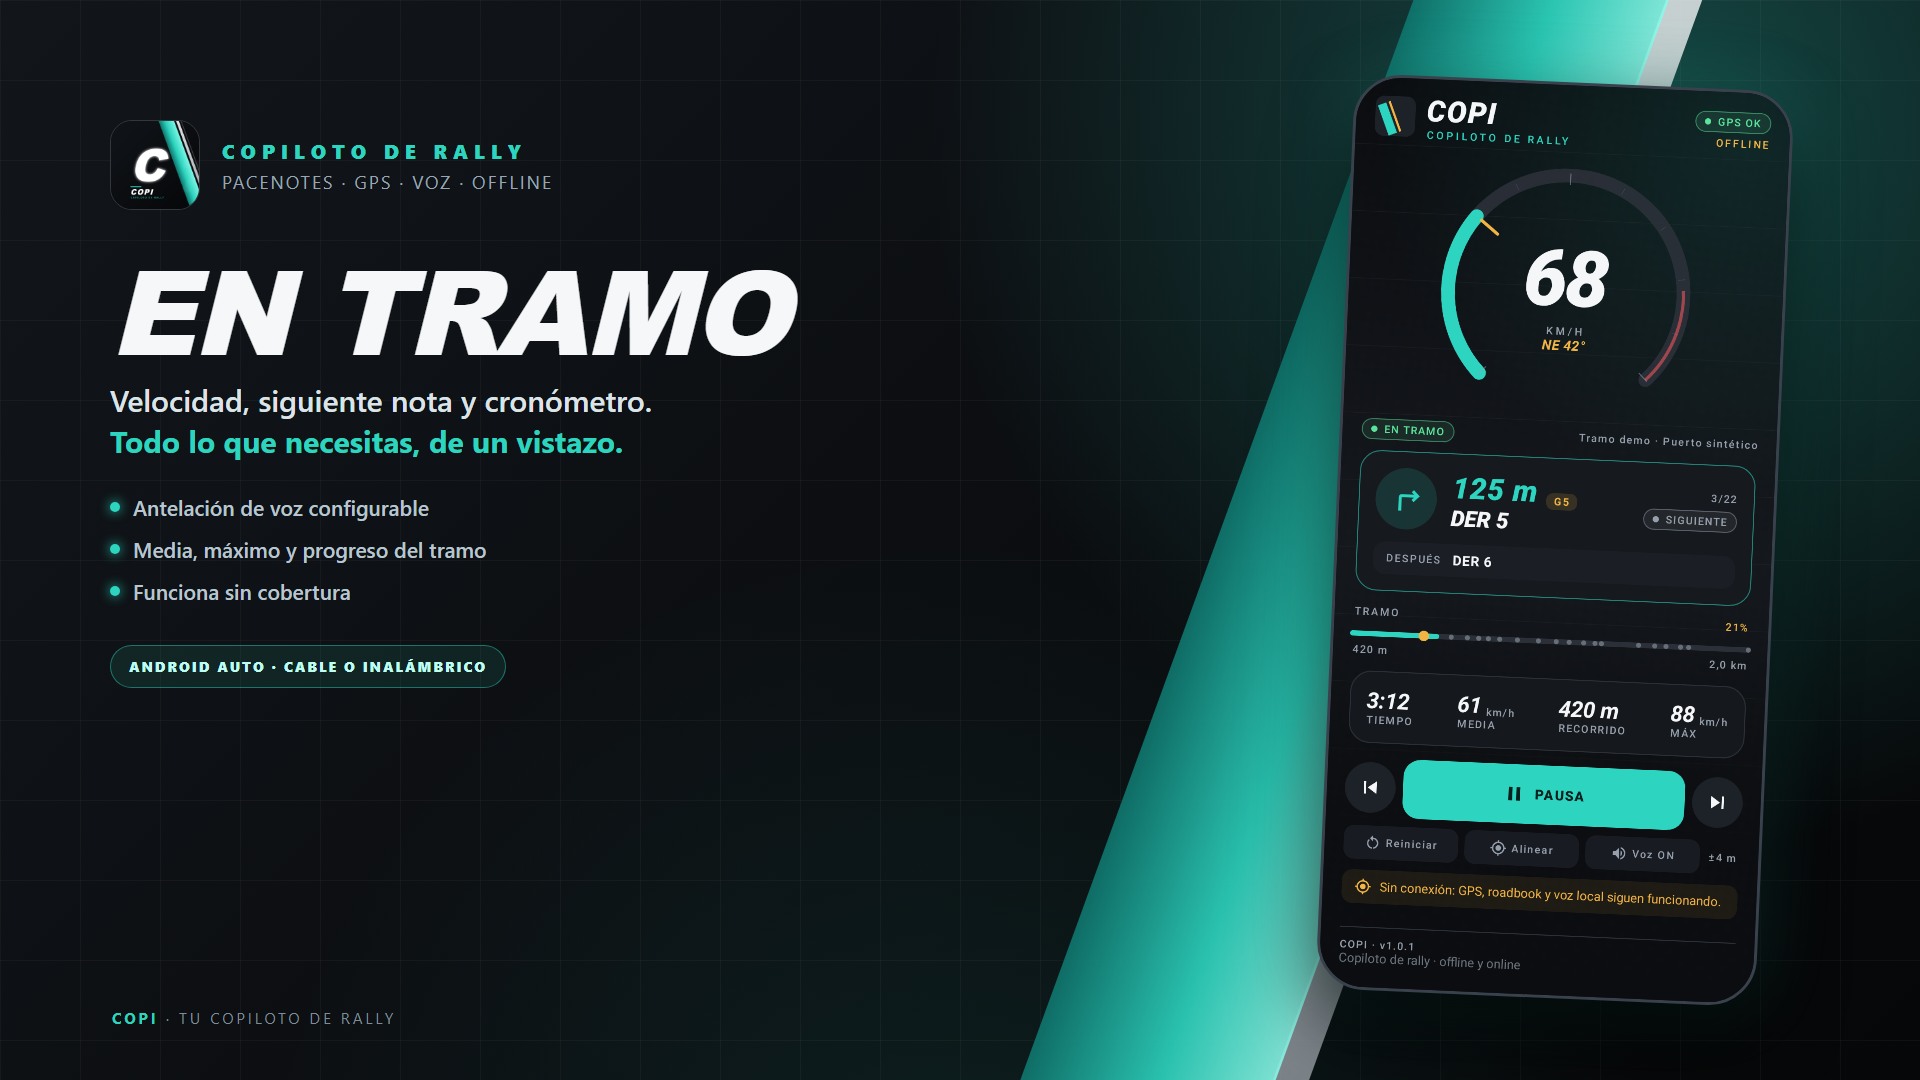 C
COPI
COPILOTO DE RALLY
PACENOTES · GPS · VOZ · OFFLINE
EN TRAMO
Velocidad, siguiente nota y cronómetro.
Todo lo que necesitas, de un vistazo.
Antelación de voz configurable
Media, máximo y progreso del tramo
Funciona sin cobertura
ANDROID AUTO · CABLE O INALÁMBRICO
COPI · TU COPILOTO DE RALLY
COPI
COPILOTO DE RALLY
GPS OK
OFFLINE
68
KM/H
NE 42°
EN TRAMO
Tramo demo · Puerto sintético
125 m G5
DER 5
3/22
SIGUIENTE
DESPUÉS DER 6
TRAMO
21%
420 m
2,0 km
3:12 61 km/h 420 m 88 km/h
TIEMPO MEDIA RECORRIDO MÁX
PAUSA
Reiniciar Alinear Voz ON ±4 m
Sin conexión: GPS, roadbook y voz local siguen funcionando.
COPI · v1.0.1
Copiloto de rally · offline y online